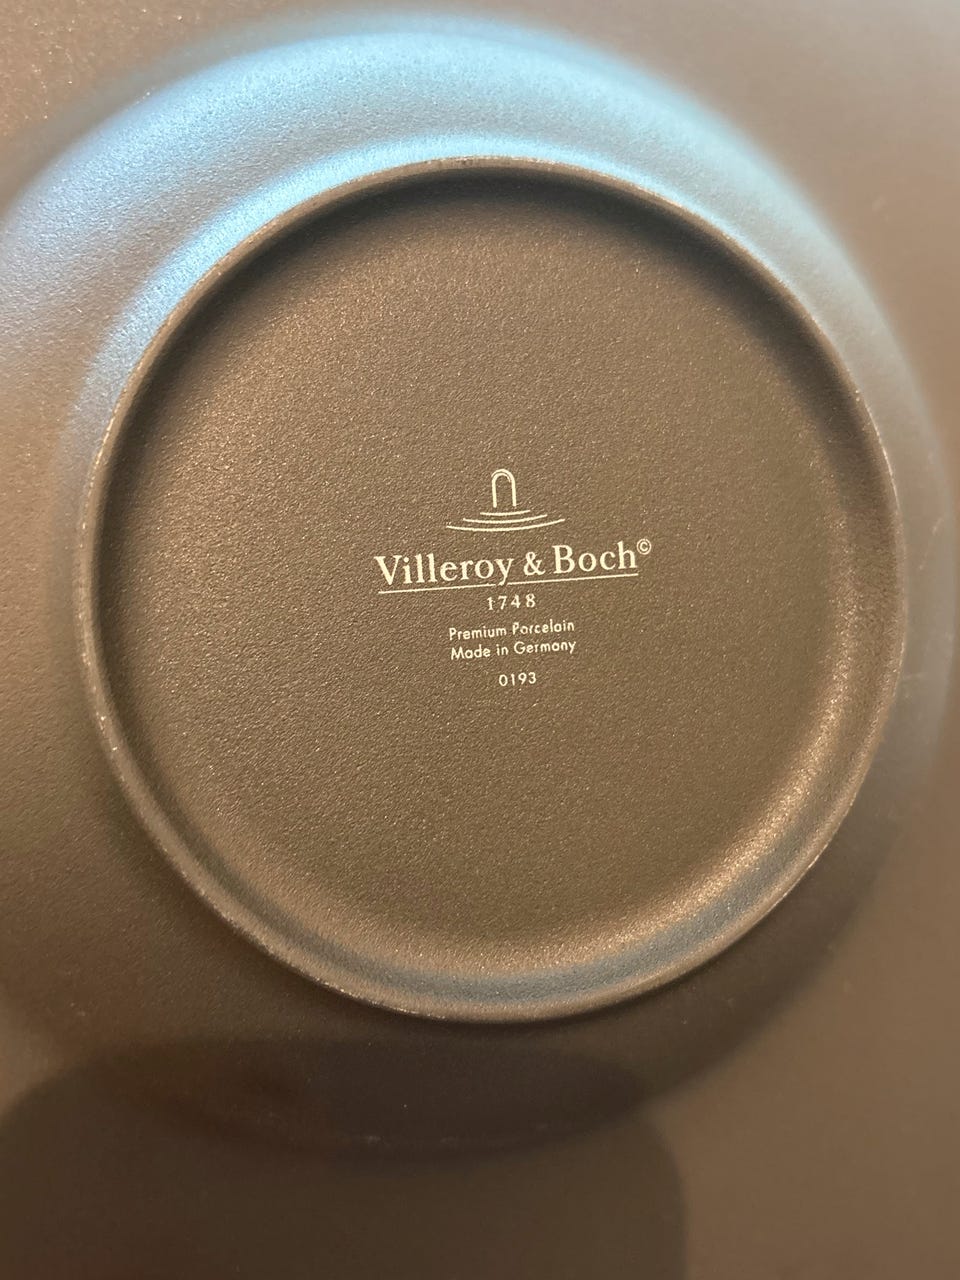 Villeroy & Boch©
1748
Premium Porcelain
Made in Germany
0193